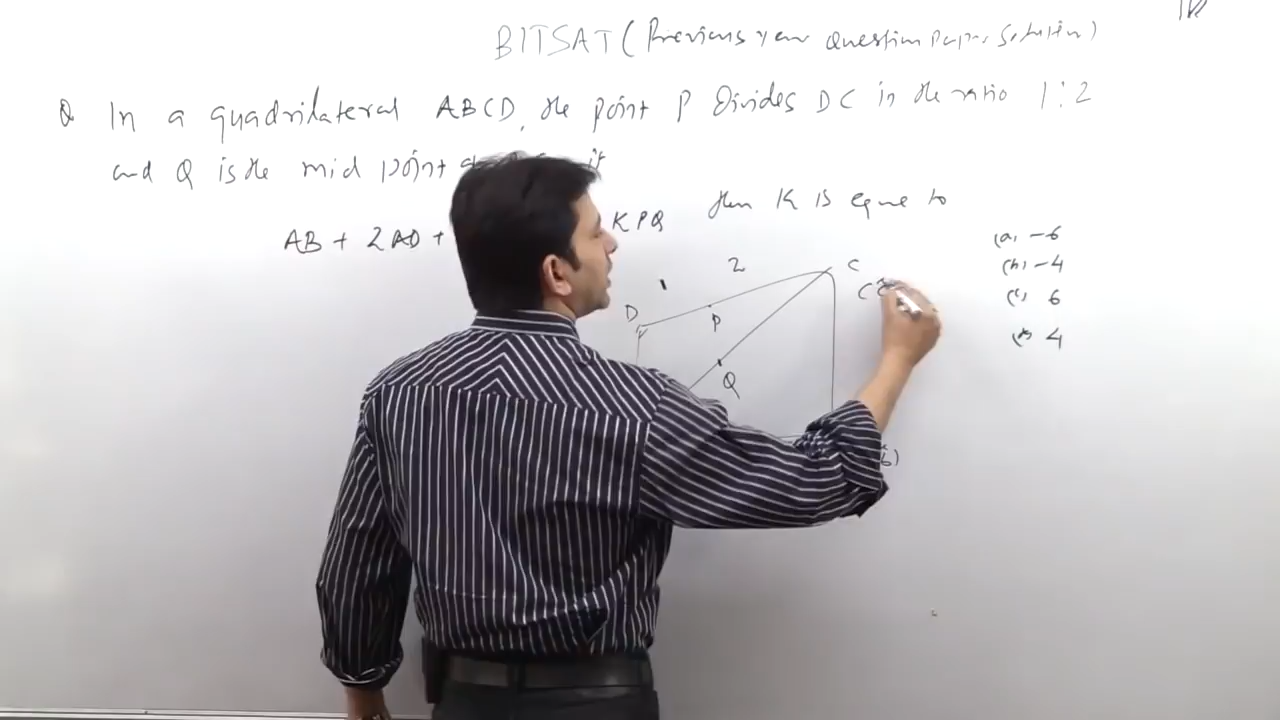 BITSAT (Previous year question paper solution)
Q In a quadrilateral ABCD, the point P divides DC in the ratio 1:2
and Q is the mid point if
AB + 2AD + KPQ then K is equal to
(a) -6
(b) -4
(c) 6
4
2
C
D
P
Q